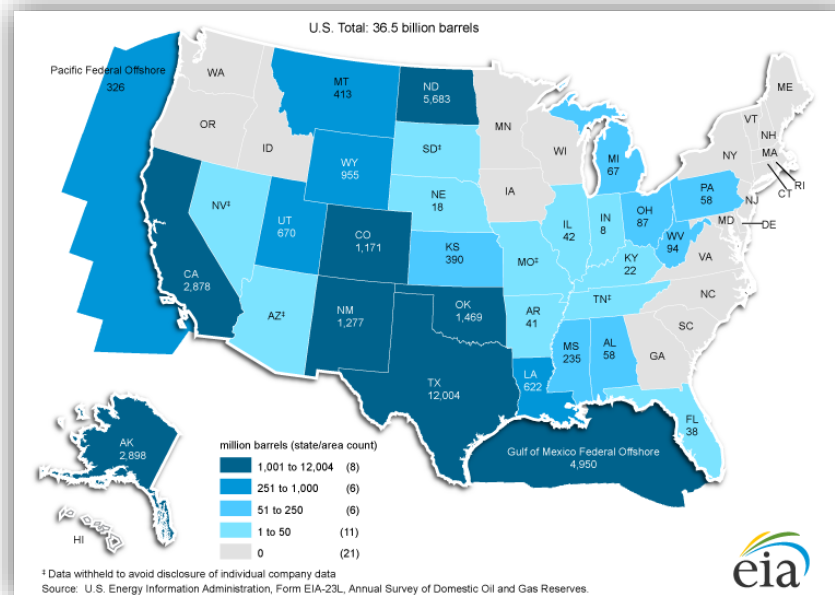 U.S. Total: 36.5 billion barrels
Pacific Federal Offshore
326
WA
OR
ID
MT
413
ND
5,683
MN
WI
SD‡
WY
955
IA
NE
18
NV‡
UT
670
CO
1,171
KS
390
CA
2,878
AZ‡
NM
1,277
OK
1,469
TX
12,004
MO‡
AR
41
LA
622
IL
42
IN
8
MI
67
OH
87
KY
22
TN‡
MS
235
AL
58
GA
FL
38
SC
NC
VA
WV
94
PA
58
NY
VT
NH
ME
MA
RI
CT
NJ
DE
MD
Gulf of Mexico Federal Offshore
4,950
AK
2,898
HI
million barrels (state/area count)
1,001 to 12,004 (8)
251 to 1,000 (6)
51 to 250 (6)
1 to 50 (11)
0 (21)
‡ Data withheld to avoid disclosure of individual company data
Source: U.S. Energy Information Administration, Form EIA-23L, Annual Survey of Domestic Oil and Gas Reserves.
eia